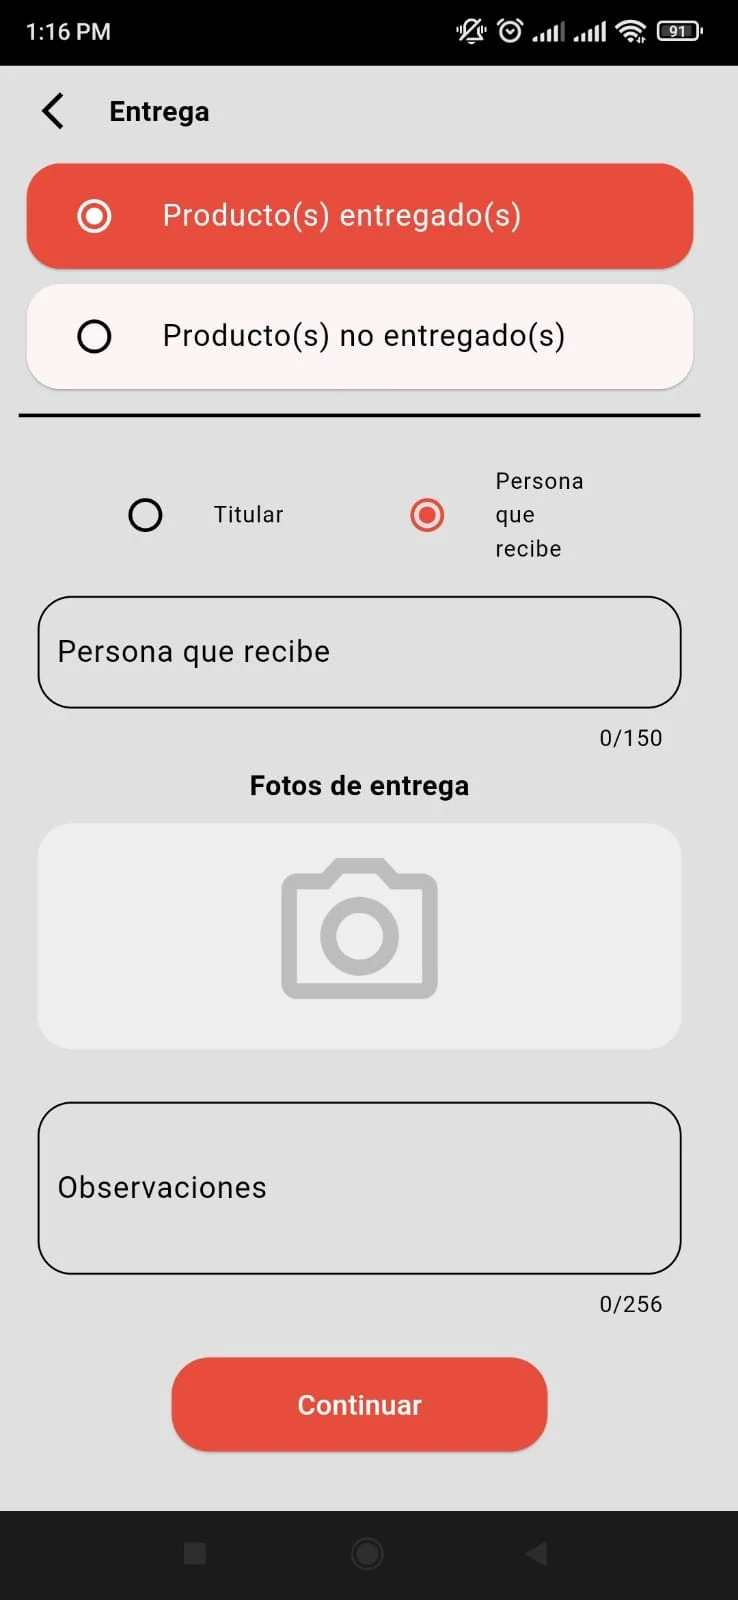 1:16 PM
91
Entrega
Producto(s) entregado(s)
Producto(s) no entregado(s)
Titular
Persona
que
recibe
Persona que recibe
0/150
Fotos de entrega
Observaciones
0/256
Continuar